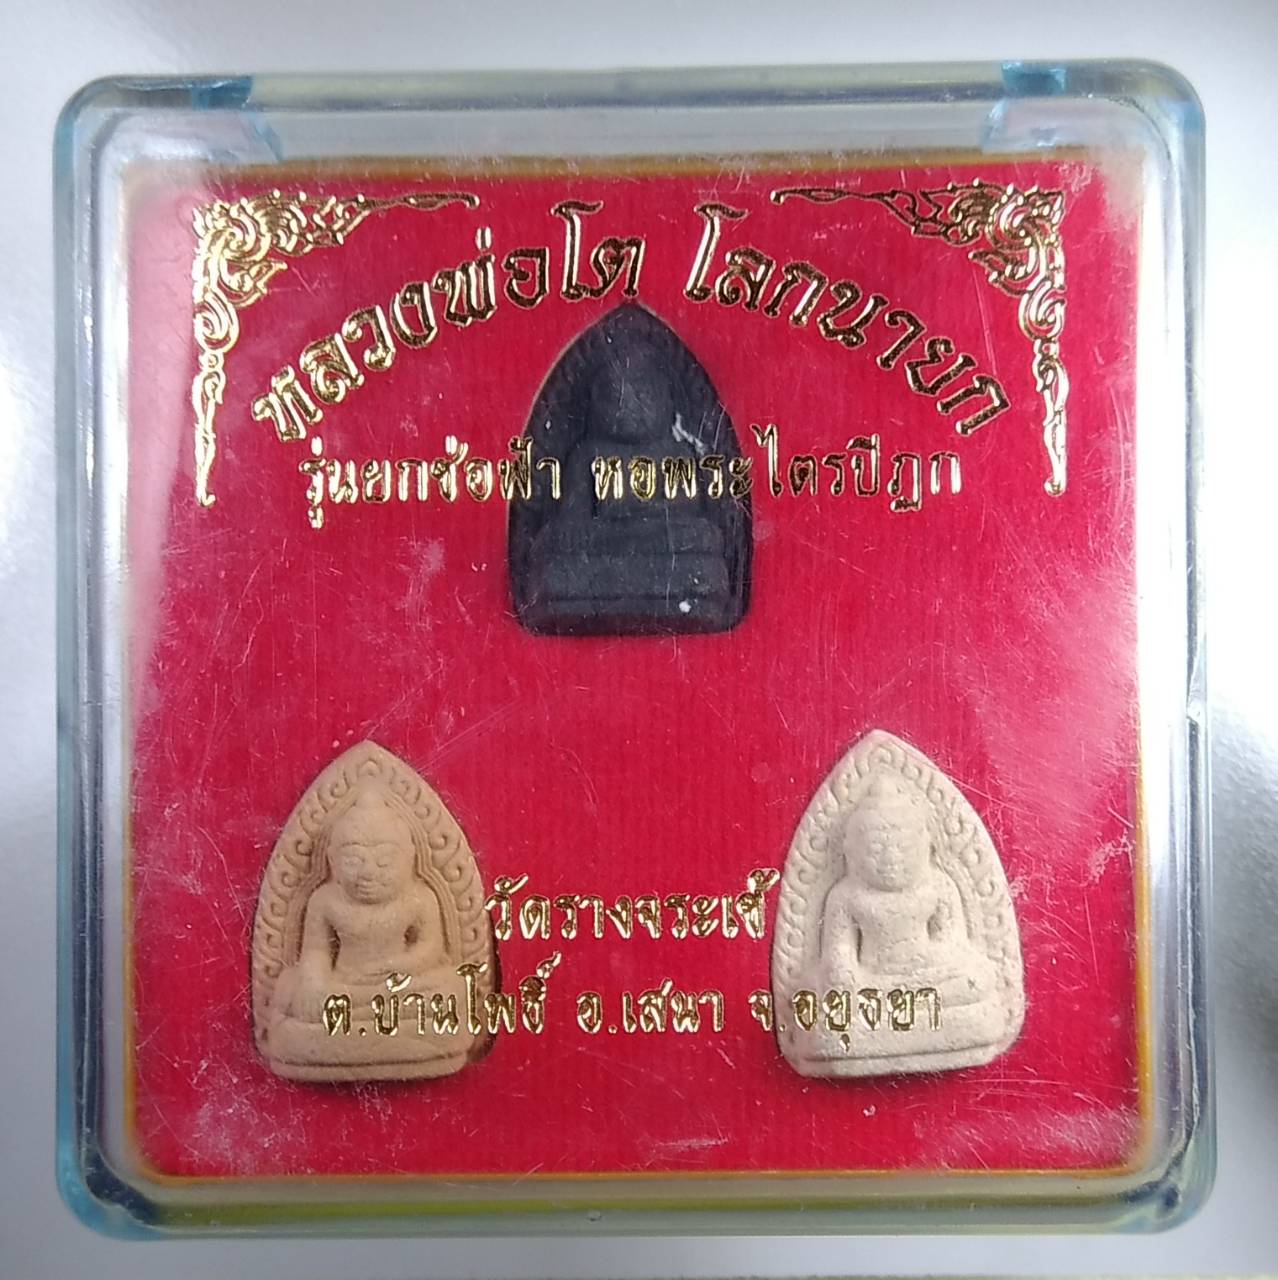 หลวงพ่อโต โลกนายก
รุ่นยกช่อฟ้า หอพระไตรปีฎก
วัดรางจระเข้
ต.บ้านโพธิ์ อ.เสนา จ.อยุธยา